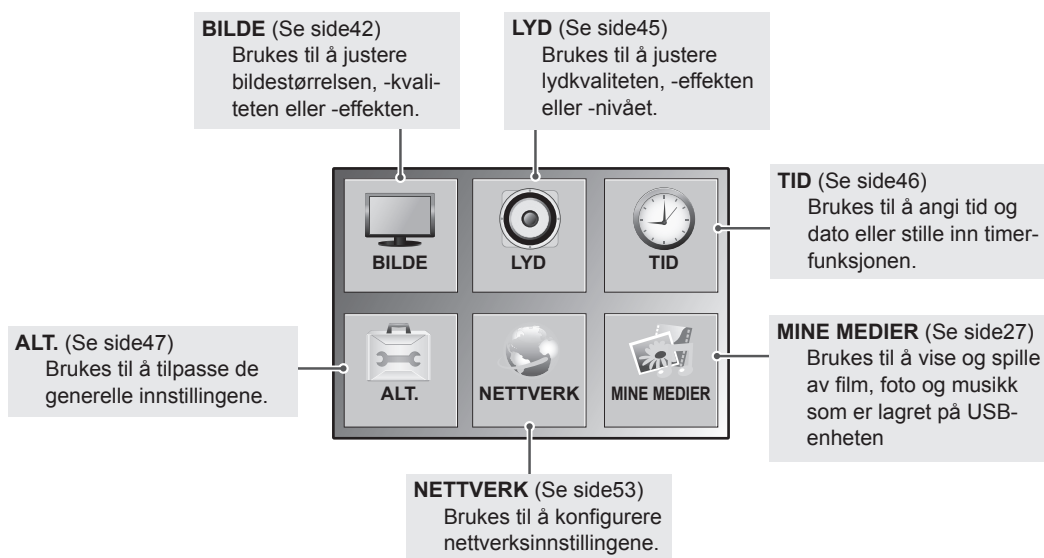 BILDE (Se side42)
Brukes til å justere
bildestørrelsen, -kvali-
teten eller -effekten.
LYD (Se side45)
Brukes til å justere
lydkvaliteten, -effekten
eller -nivået.
TID (Se side46)
Brukes til å angi tid og
dato eller stille inn timer-
funksjonen.
BILDE
LYD
TID
ALT. (Se side47)
Brukes til å tilpasse de
generelle innstillingene.
ALT.
NETTVERK
MINE MEDIER
MINE MEDIER (Se side27)
Brukes til å vise og spille
av film, foto og musikk
som er lagret på USB-
enheten
NETTVERK (Se side53)
Brukes til å konfigurere
nettverksinnstillingene.